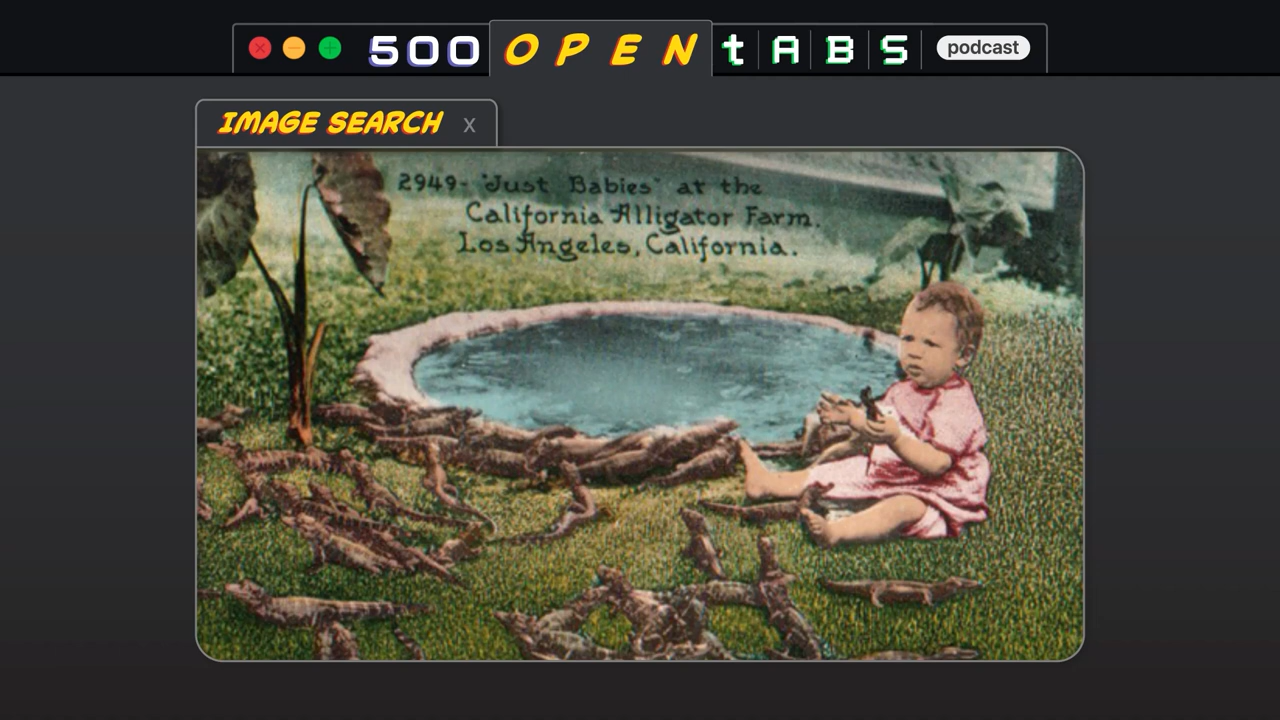 500 OPEN tABS podcast
IMAGE SEARCH x
2949- "Just Babies" at the
California Alligator Farm.
Los Angeles, California.